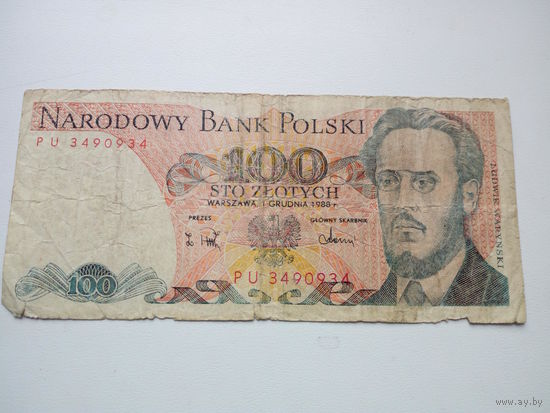 NARODOWY BANK POLSKI
PU 3490934
100
STO ZŁOTYCH
WARSZAWA, 1 GRUDNIA 1988 r.
PREZES
GŁÓWNY SKARBNIK
PU 3490934
100
LUDWIK WARYŃSKI
www.ay.by